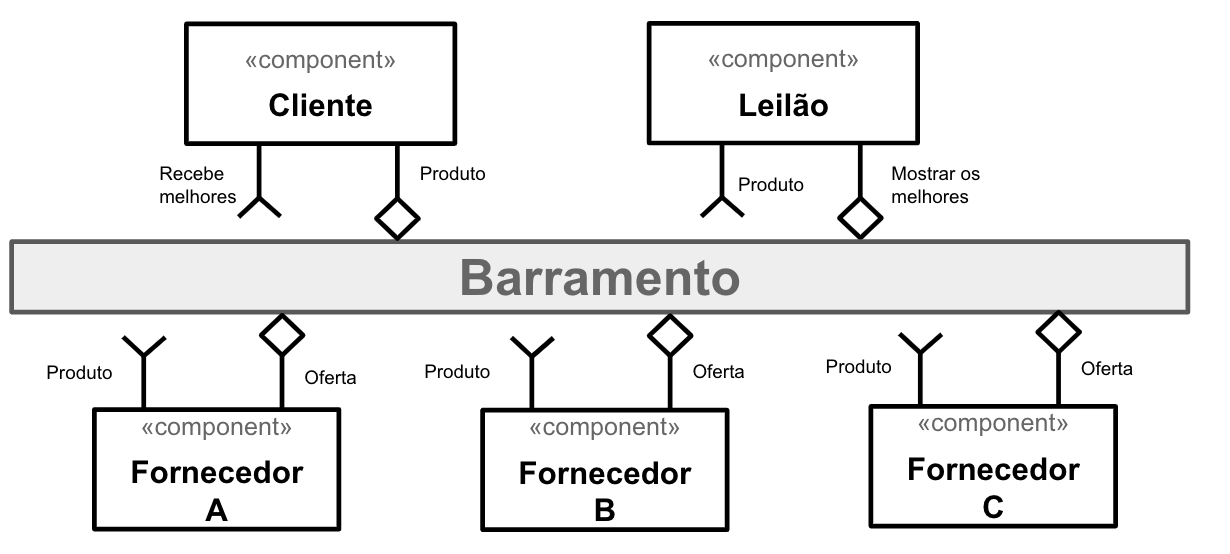 «component»
Cliente
«component»
Leilão
Recebe
melhores
Produto
Produto
Mostrar os
melhores
Barramento
Produto
Oferta
Produto
Oferta
Produto
Oferta
«component»
Fornecedor
A
«component»
Fornecedor
B
«component»
Fornecedor
C